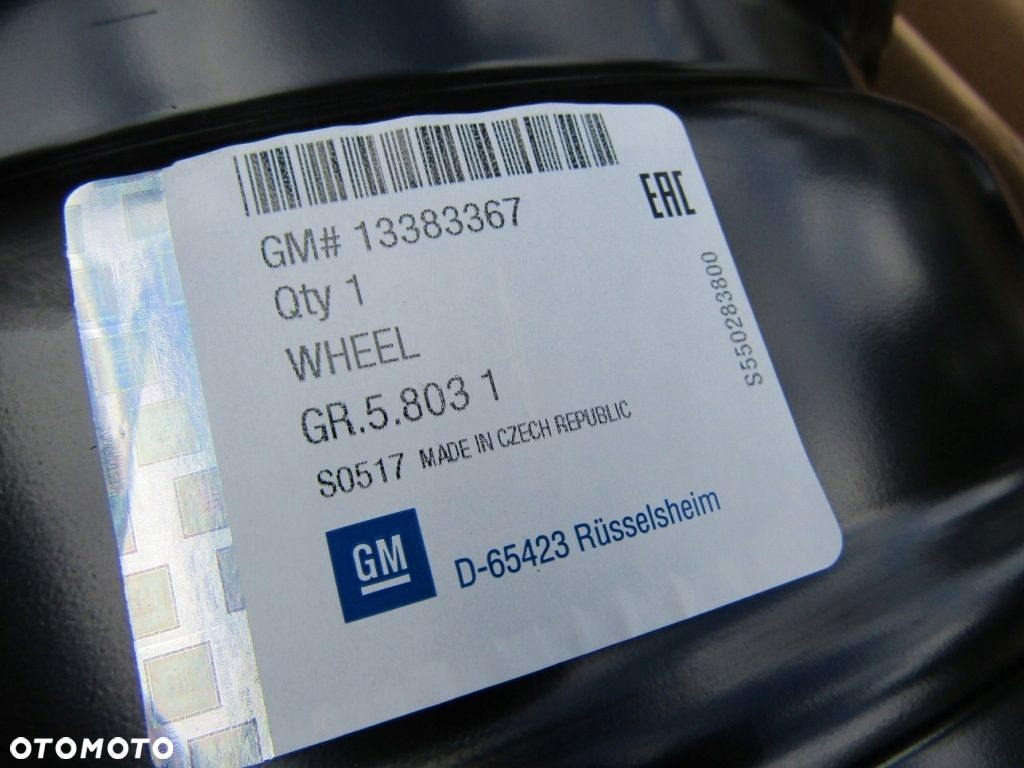 GM# 13383367
EAC
Qty 1
WHEEL
GR.5.803 1
S0517 MADE IN CZECH REPUBLIC
S550283800
GM
D-65423 Rüsselsheim
OTOMOTO